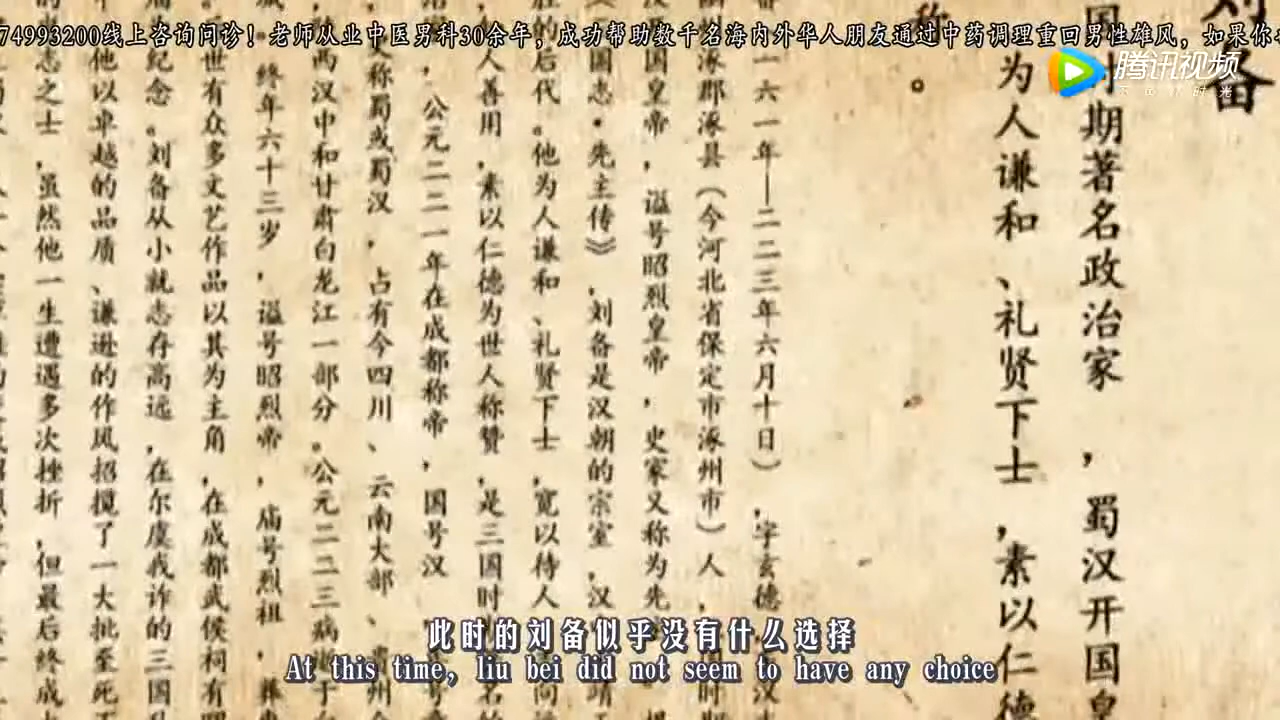 74993200线上咨询问诊！老师从业中医男科30余年，成功帮助数千名海内外华人朋友通过中药调理重回男性雄风，如果你
腾讯视频
不负好时光
刘备
国时期著名政治家，蜀汉开国皇
为人谦和、礼贤下士，素以仁德
。
一六一年—二二三年六月十日），字玄德
涿郡涿县（今河北省保定市涿州市）人，
国皇帝，谥号昭烈皇帝，史家又称为先
国志·先主传》，刘备是汉朝的宗室，汉
的后代。他为人谦和、礼贤下士，宽以待人
人善用，素以仁德为世人称赞，是三国时
公元二二一年在成都称帝，国号汉
称蜀或蜀汉，占有今四川、云南大部、
两汉中和甘肃白龙江一部分。公元二二三病
终年六十三岁，谥号昭烈帝，庙号烈祖，
世有众多文艺作品以其为主角，在成都武侯祠有
纪念。刘备从小就志存高远，在尔虞我诈的三国
他以卓越的品质、谦逊的作风招揽了一大批至死
志之士，虽然他一生遭遇多次挫折，但最后终成
此时的刘备似乎没有什么选择
At this time, liu bei did not seem to have any choice